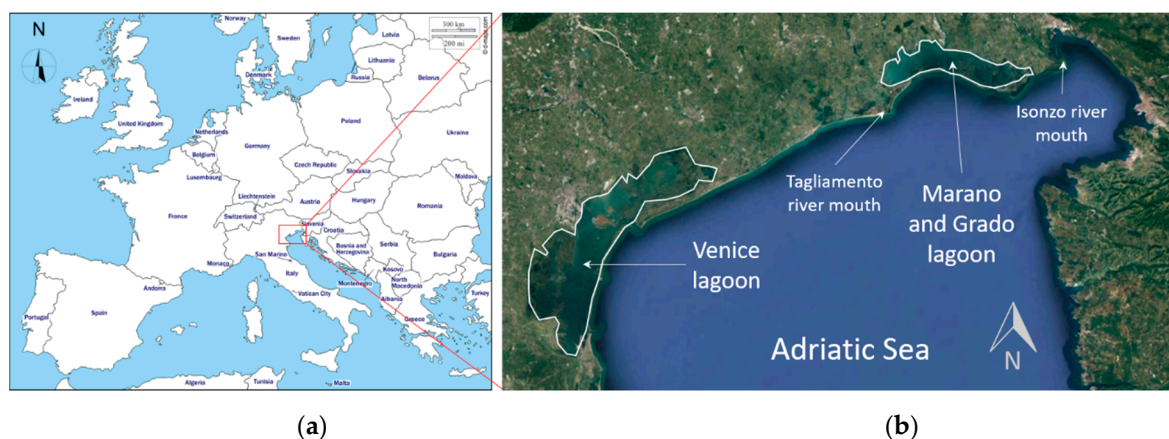 N
300 km
200 mi
© d-maps.com
Norway
Sweden
Latvia
Lithuania
Denmark
Russia
Belarus
Ireland
United Kingdom
Netherlands
Poland
Germany
Belgium
Ukraine
Luxembourg
Czech Republic
Slovakia
Moldova
Liechtenstein
Austria
Hungary
France
Switzerland
Romania
Slovenia
Croatia
San Marino
Bosnia and
Herzegovina
Serbia
Monaco
Italy
Kosovo
Bulgaria
Andorra
Montenegro
North
Macedonia
Vatican City
Albania
Turkey
Portugal
Spain
Greece
Algeria
Tunisia
Malta
Isonzo river
mouth
Tagliamento
river mouth
Marano
and Grado
lagoon
Venice
lagoon
Adriatic Sea
N
(a)
(b)